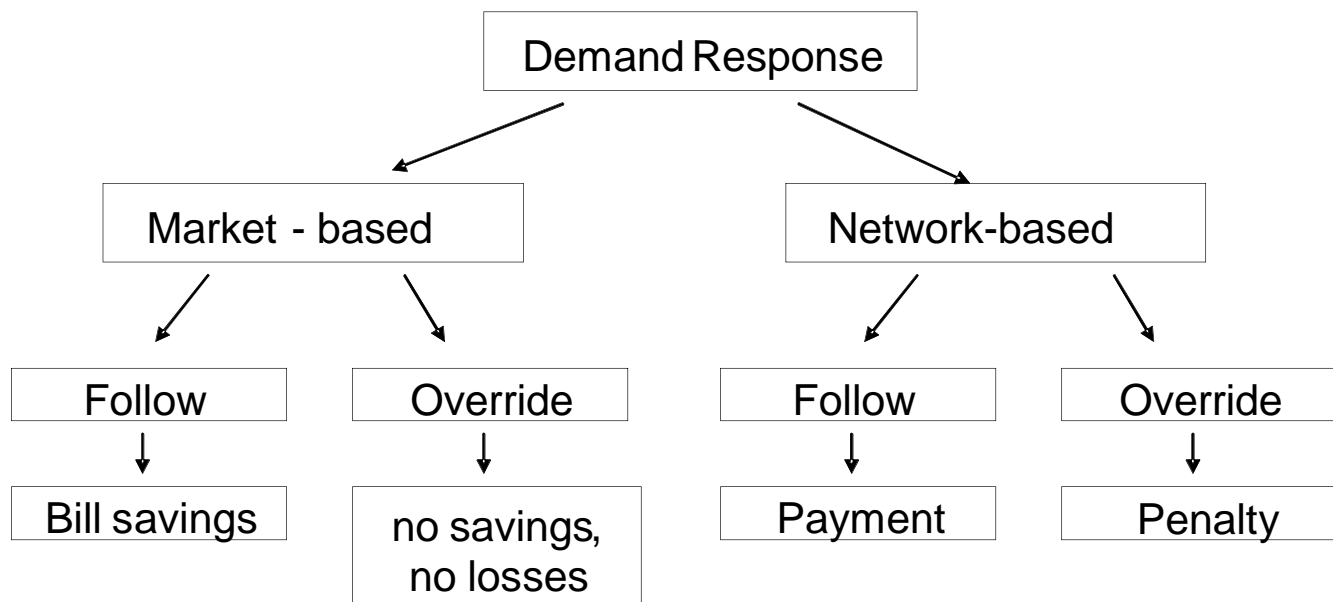 Demand Response
Market - based
Network-based
Follow
Override
Follow
Override
Bill savings
no savings,
no losses
Payment
Penalty